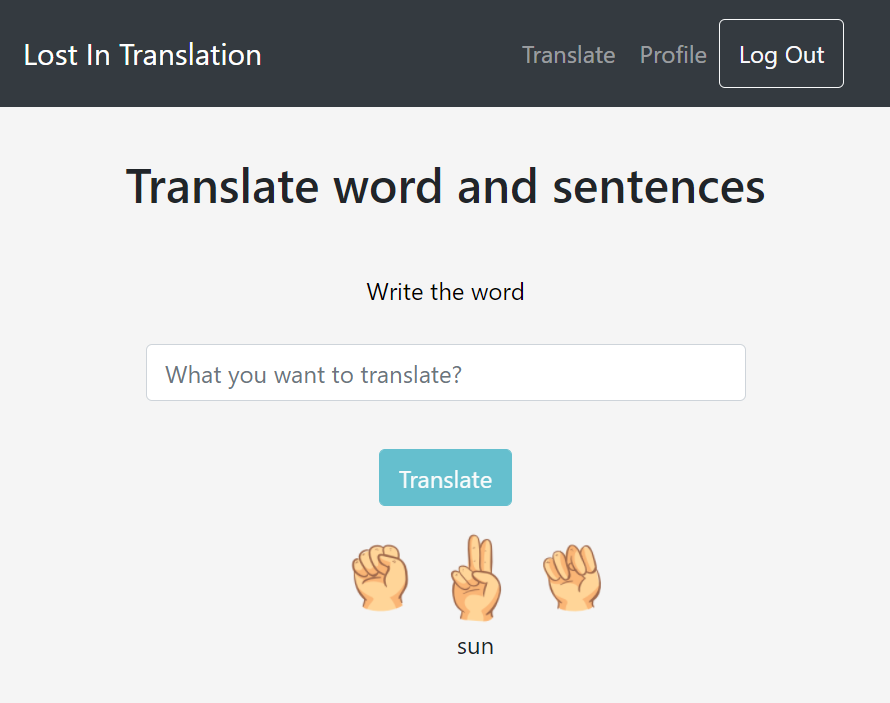 Lost In Translation Translate Profile Log Out
Translate word and sentences
Write the word
What you want to translate?
Translate
sun